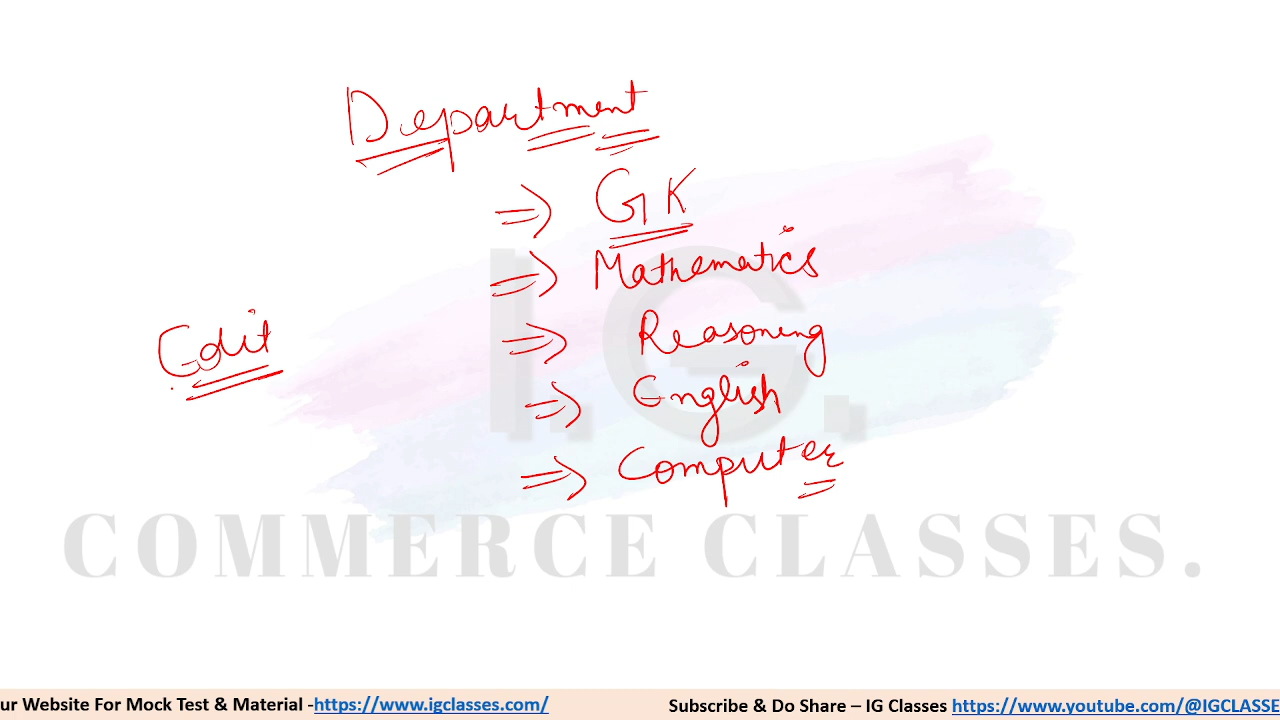 Department
⇒ GK
⇒ Mathematics
⇒ Reasoning
Edit
⇒ English
⇒ Computer
I.G.
COMMERCE CLASSES.
ur Website For Mock Test & Material -https://www.igclasses.com/
Subscribe & Do Share – IG Classes https://www.youtube.com/@IGCLASSE